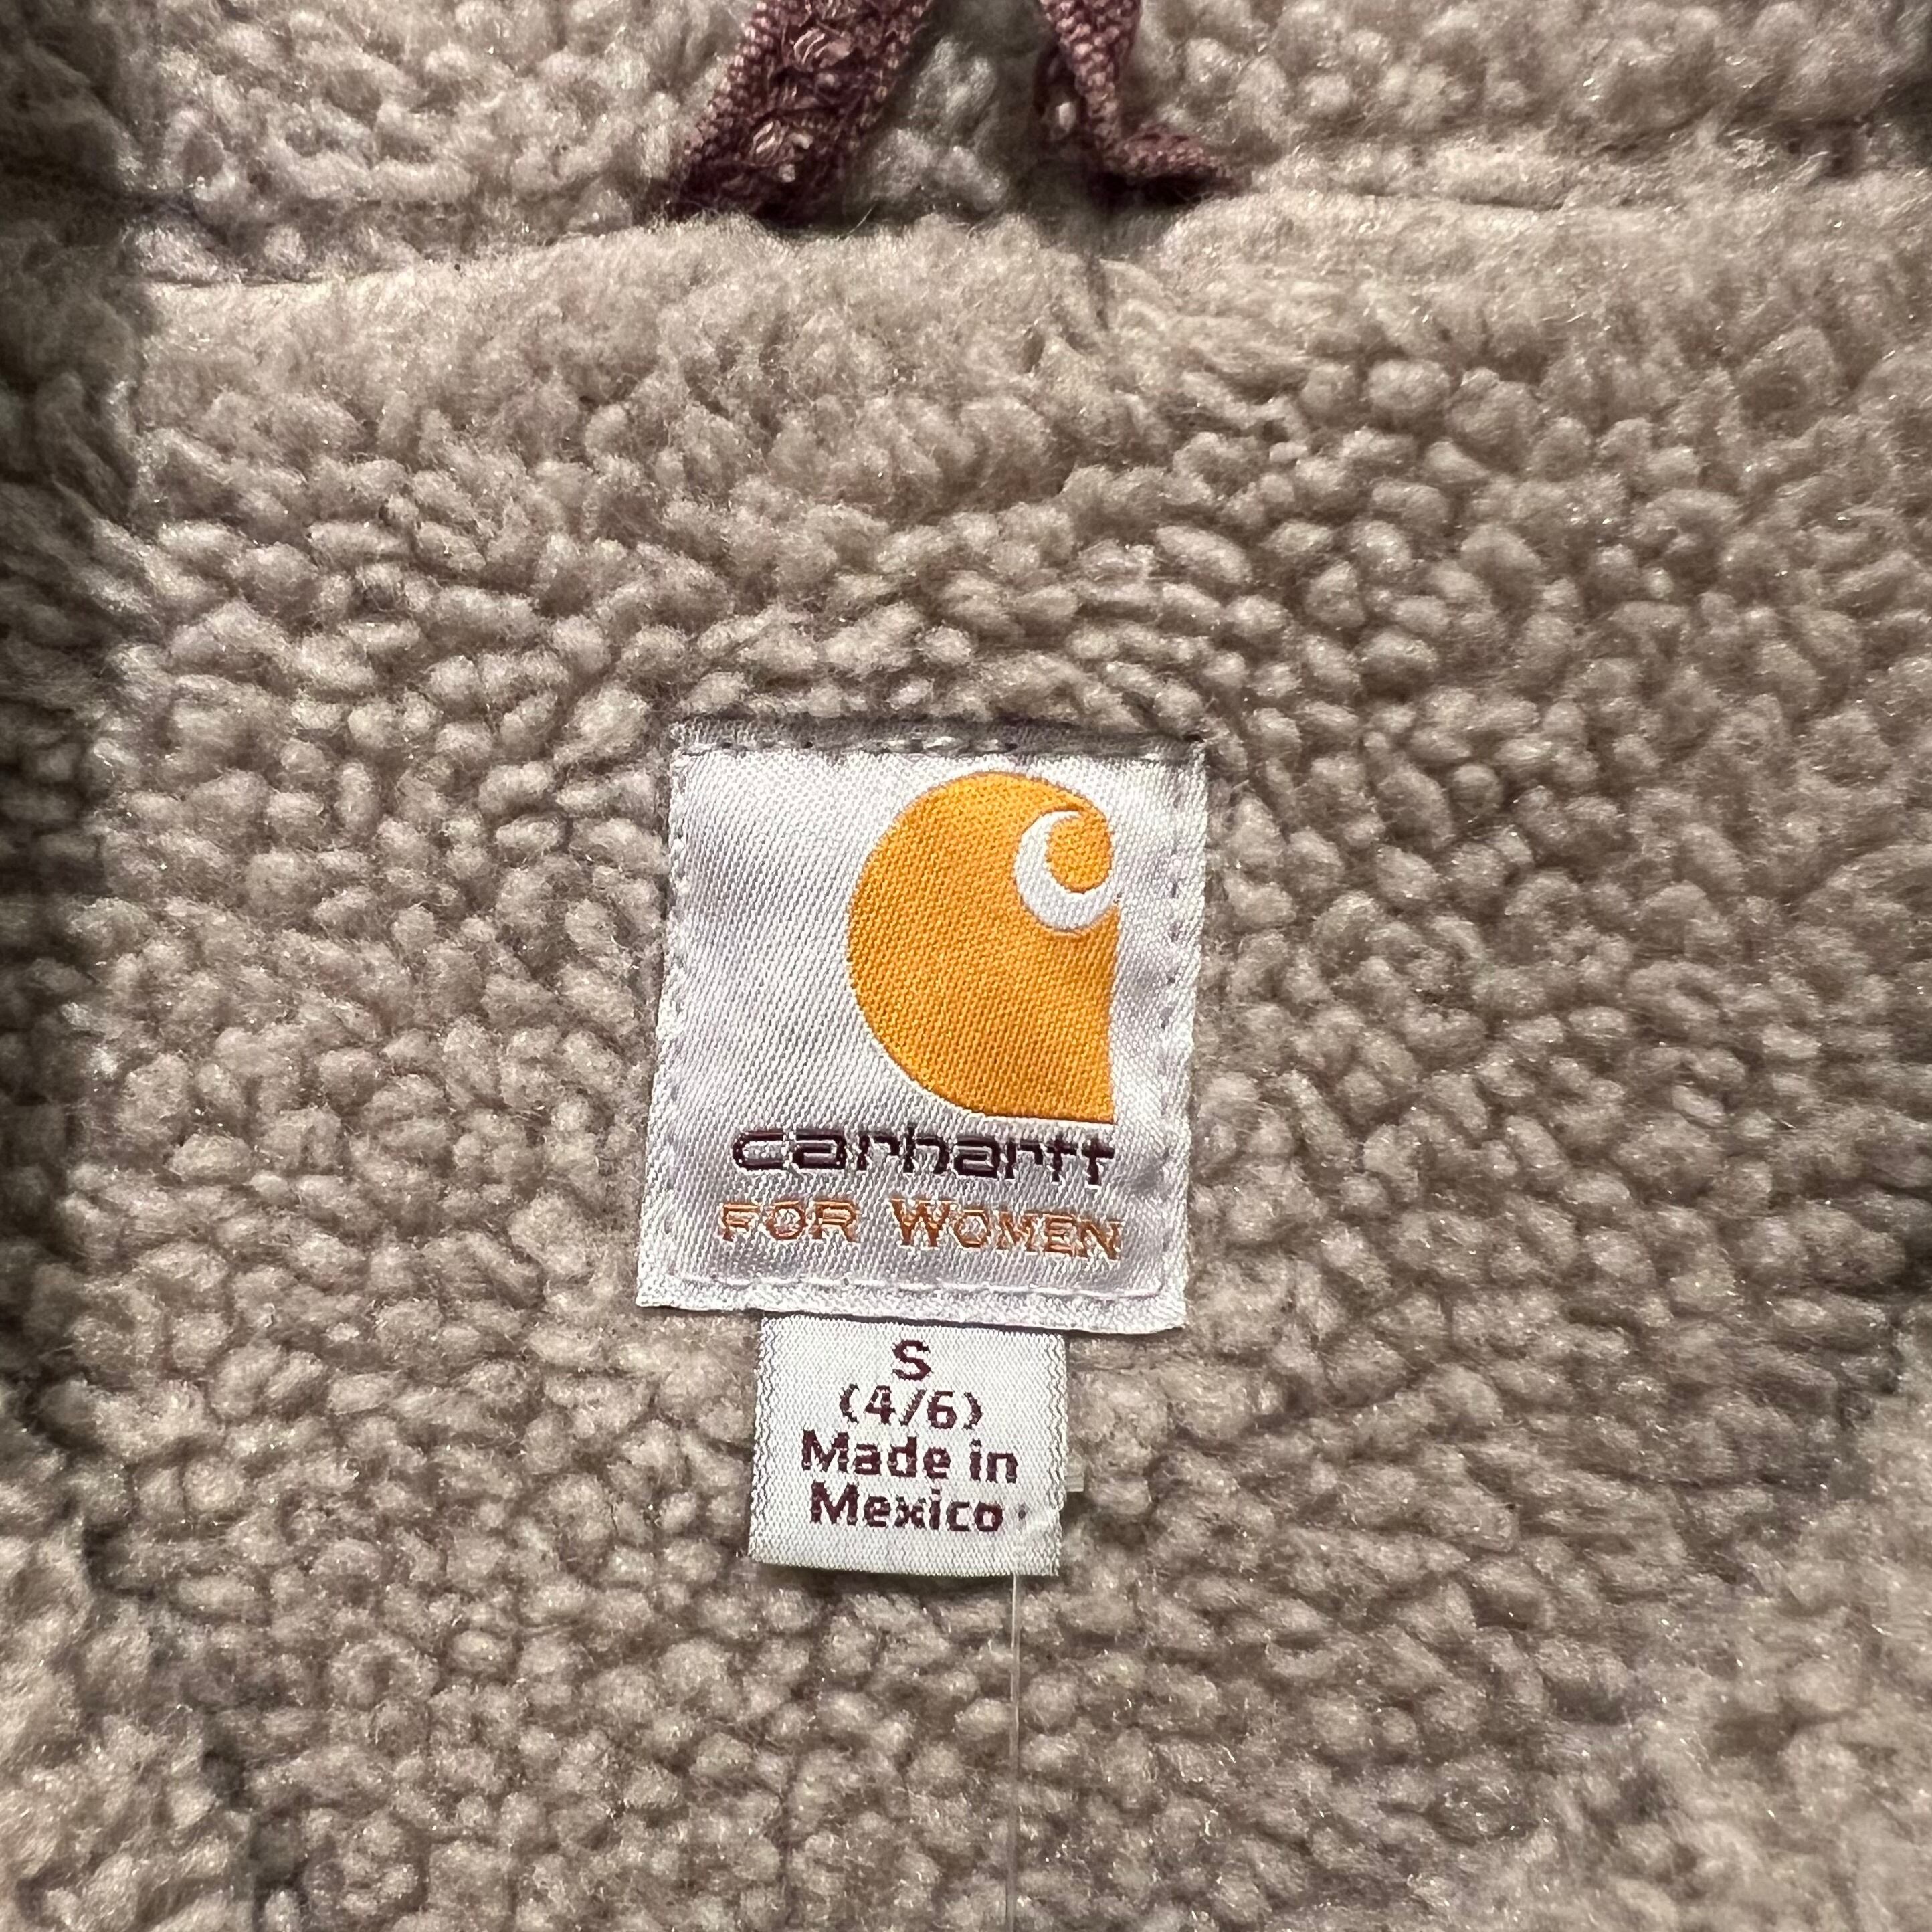 carhartt
FOR WOMEN
S
(4/6)
Made in
Mexico